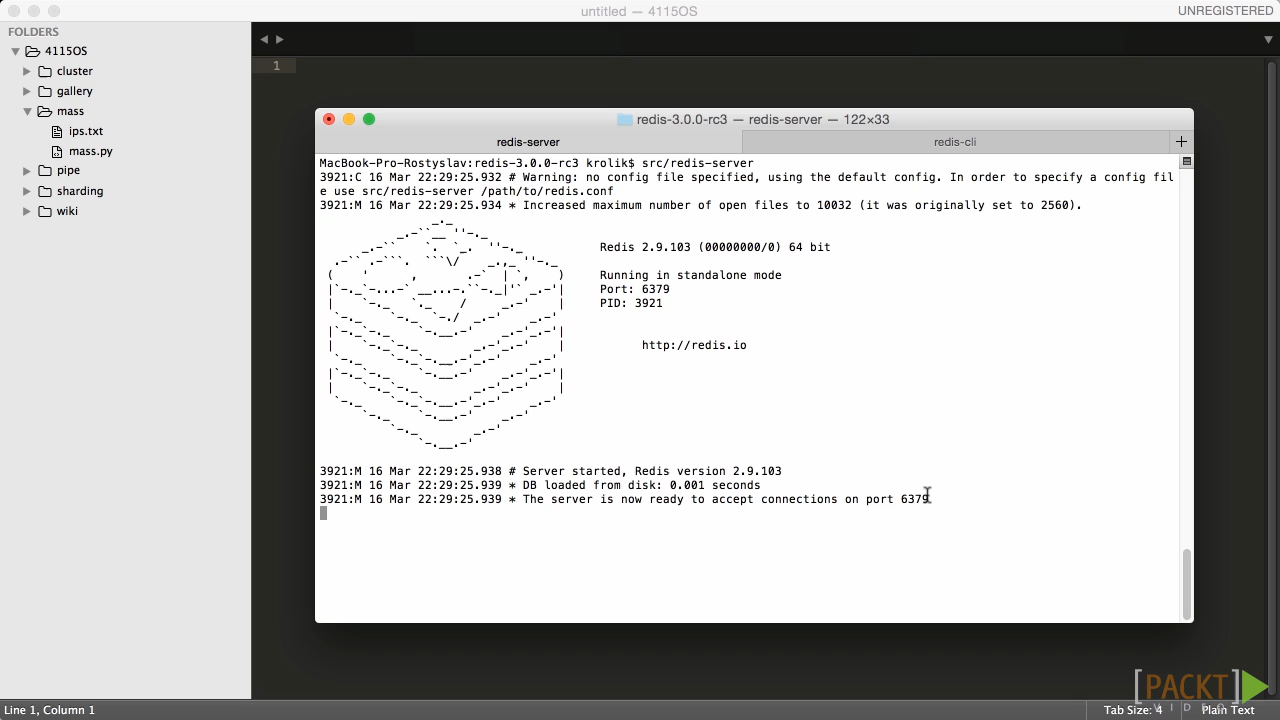 untitled — 4115OS
UNREGISTERED
FOLDERS
4115OS
cluster
gallery
mass
ips.txt
mass.py
pipe
sharding
wiki
1
redis-3.0.0-rc3 — redis-server — 122×33
redis-server
redis-cli
MacBook-Pro-Rostyslav:redis-3.0.0-rc3 krolik$ src/redis-server
3921:C 16 Mar 22:29:25.932 # Warning: no config file specified, using the default config. In order to specify a config fil
e use src/redis-server /path/to/redis.conf
3921:M 16 Mar 22:29:25.934 * Increased maximum number of open files to 10032 (it was originally set to 2560).
Redis 2.9.103 (00000000/0) 64 bit
Running in standalone mode
Port: 6379
PID: 3921
http://redis.io
3921:M 16 Mar 22:29:25.938 # Server started, Redis version 2.9.103
3921:M 16 Mar 22:29:25.939 * DB loaded from disk: 0.001 seconds
3921:M 16 Mar 22:29:25.939 * The server is now ready to accept connections on port 6379
[PACKT]
VIDEO
Line 1, Column 1
Tab Size: 4
Plain Text